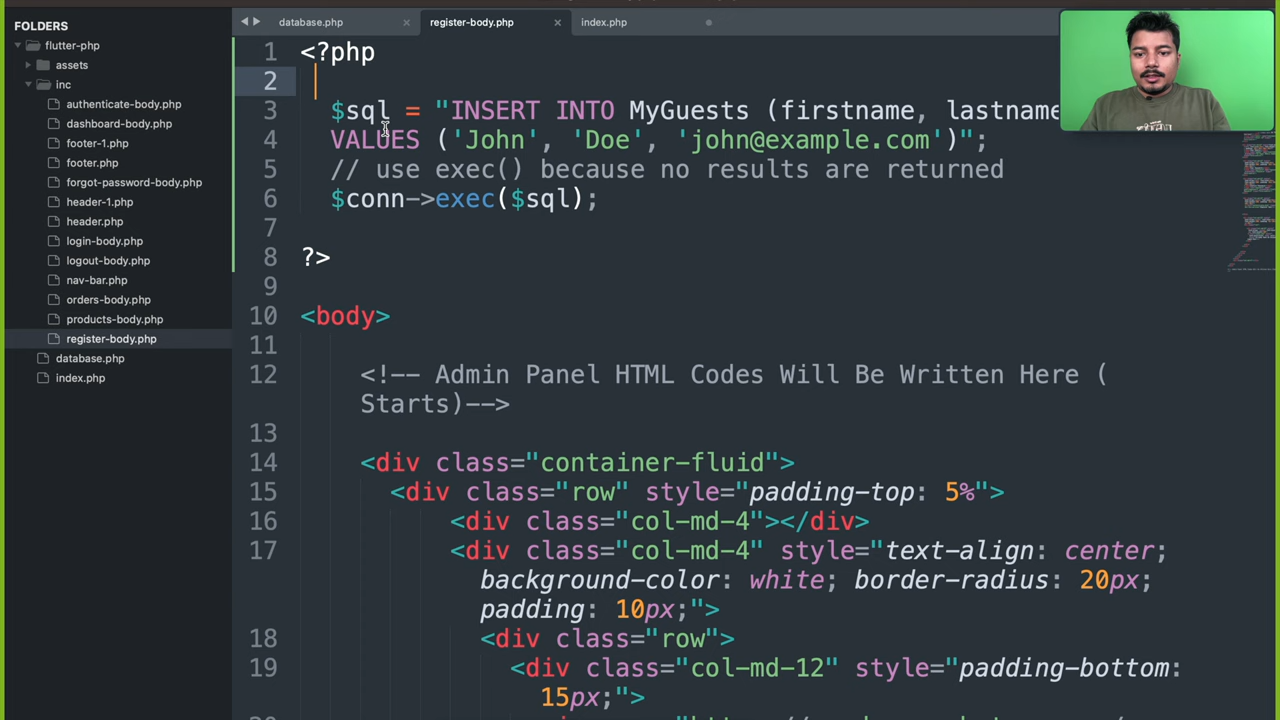 FOLDERS
flutter-php
assets
inc
authenticate-body.php
dashboard-body.php
footer-1.php
footer.php
forgot-password-body.php
header-1.php
header.php
login-body.php
logout-body.php
nav-bar.php
orders-body.php
products-body.php
register-body.php
database.php
index.php
database.php × register-body.php × index.php
1 <?php
2
3 $sql = "INSERT INTO MyGuests (firstname, lastname
4 VALUES ('John', 'Doe', 'john@example.com')";
5 // use exec() because no results are returned
6 $conn->exec($sql);
7
8 ?>
9
10 <body>
11
12 <!-- Admin Panel HTML Codes Will Be Written Here (
Starts)-->
13
14 <div class="container-fluid">
15 <div class="row" style="padding-top: 5%">
16 <div class="col-md-4"></div>
17 <div class="col-md-4" style="text-align: center;
background-color: white; border-radius: 20px;
padding: 10px;">
18 <div class="row">
19 <div class="col-md-12" style="padding-bottom:
15px;">